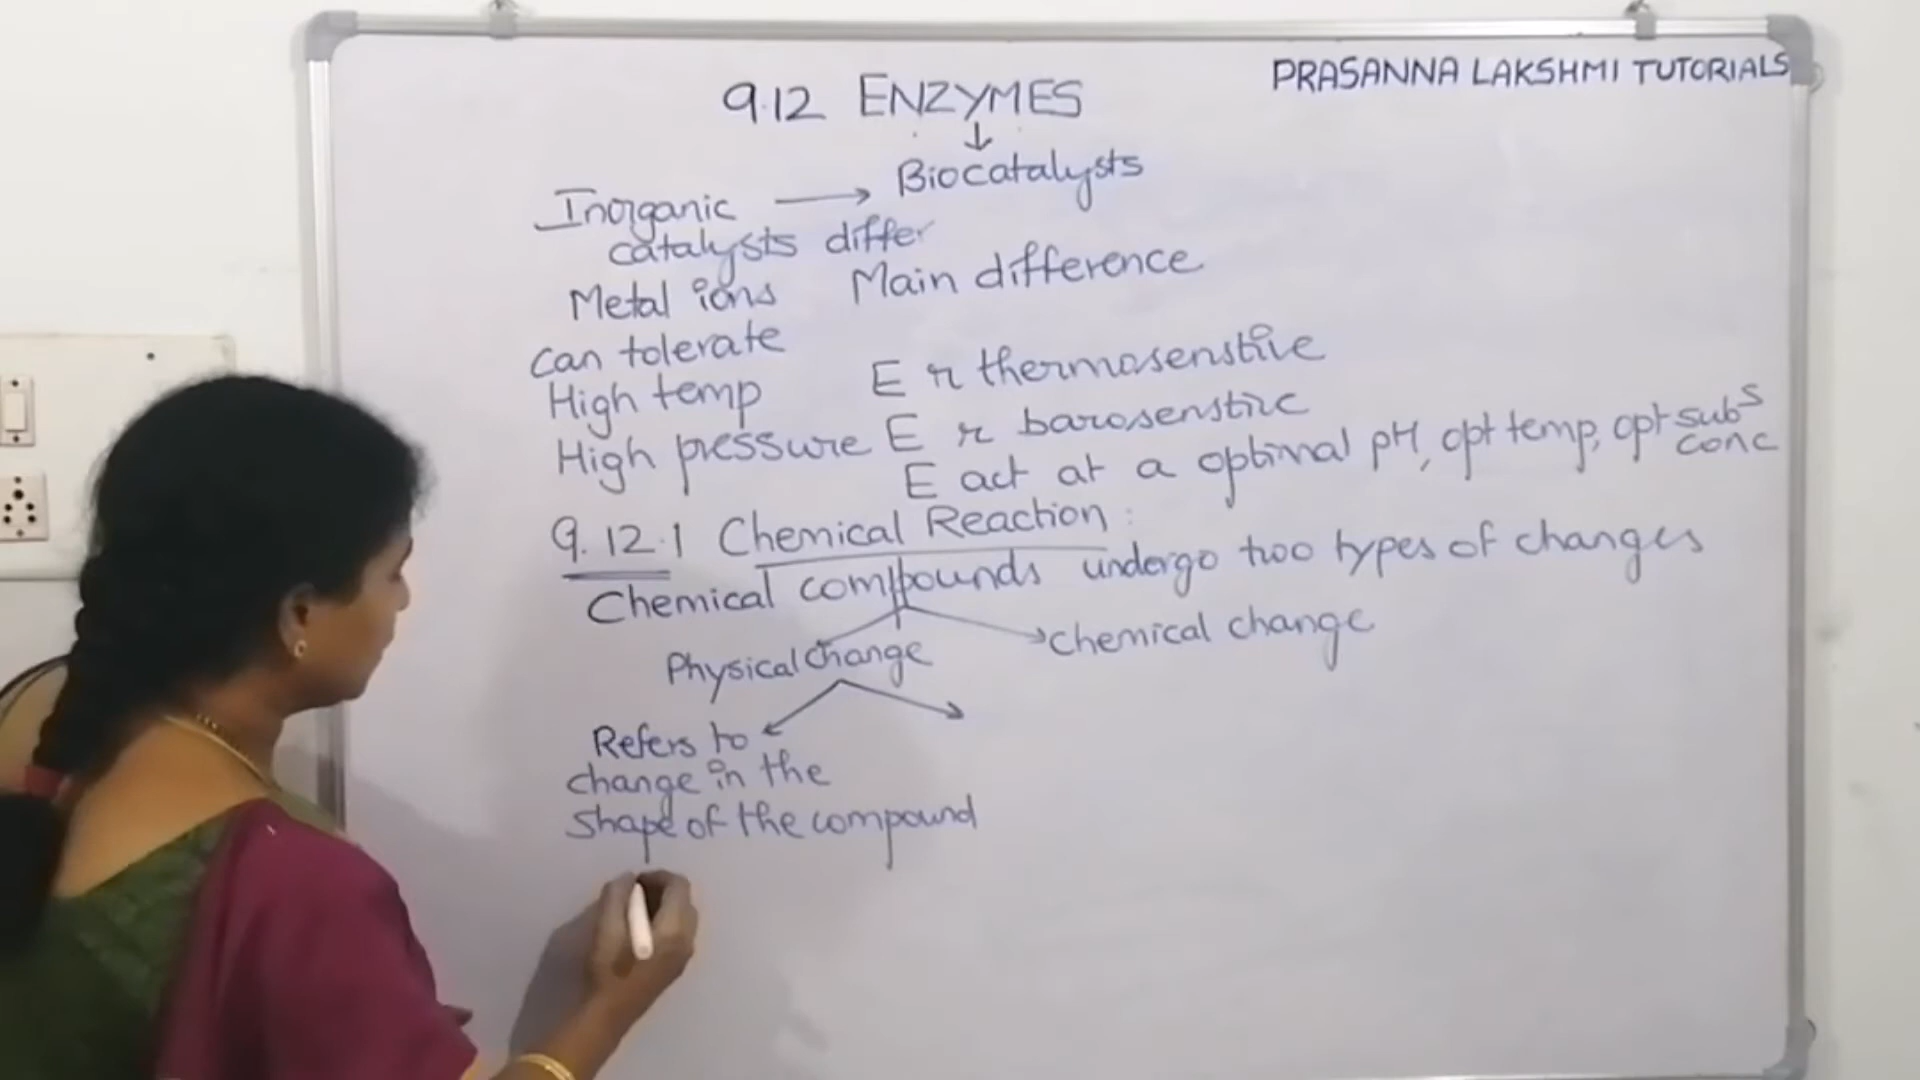 PRASANNA LAKSHMI TUTORIALS
9.12 ENZYMES
↓
Inorganic → Biocatalysts
catalysts differ
Metal ions Main difference
can tolerate
High temp E r thermosenstive
High pressure E r barosenstive
E act at a optimal pH, opt temp, opt subs conc
9.12.1 Chemical Reaction:
Chemical compounds undergo two types of changes
Physical change Chemical change
Refers to
change in the
shape of the compound